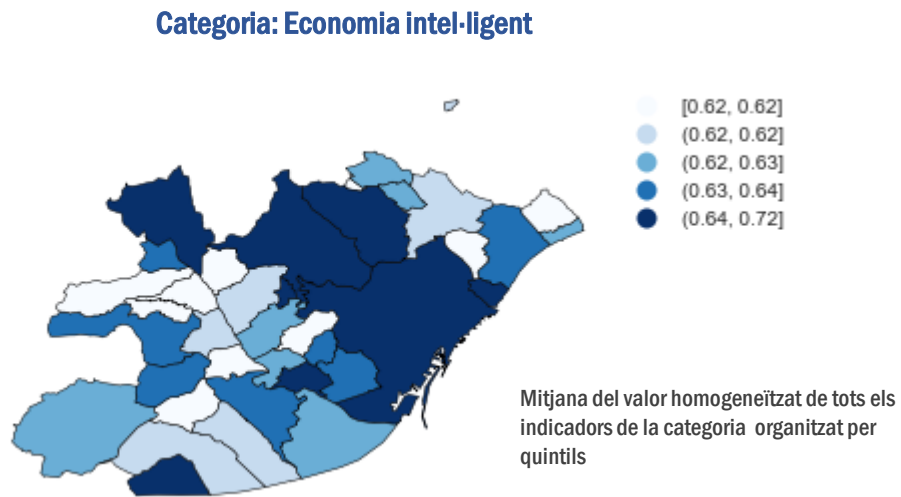 Categoria: Economia intel·ligent
[0.62, 0.62]
(0.62, 0.62]
(0.62, 0.63]
(0.63, 0.64]
(0.64, 0.72]
Mitjana del valor homogeneïtzat de tots els
indicadors de la categoria organitzat per
quintils